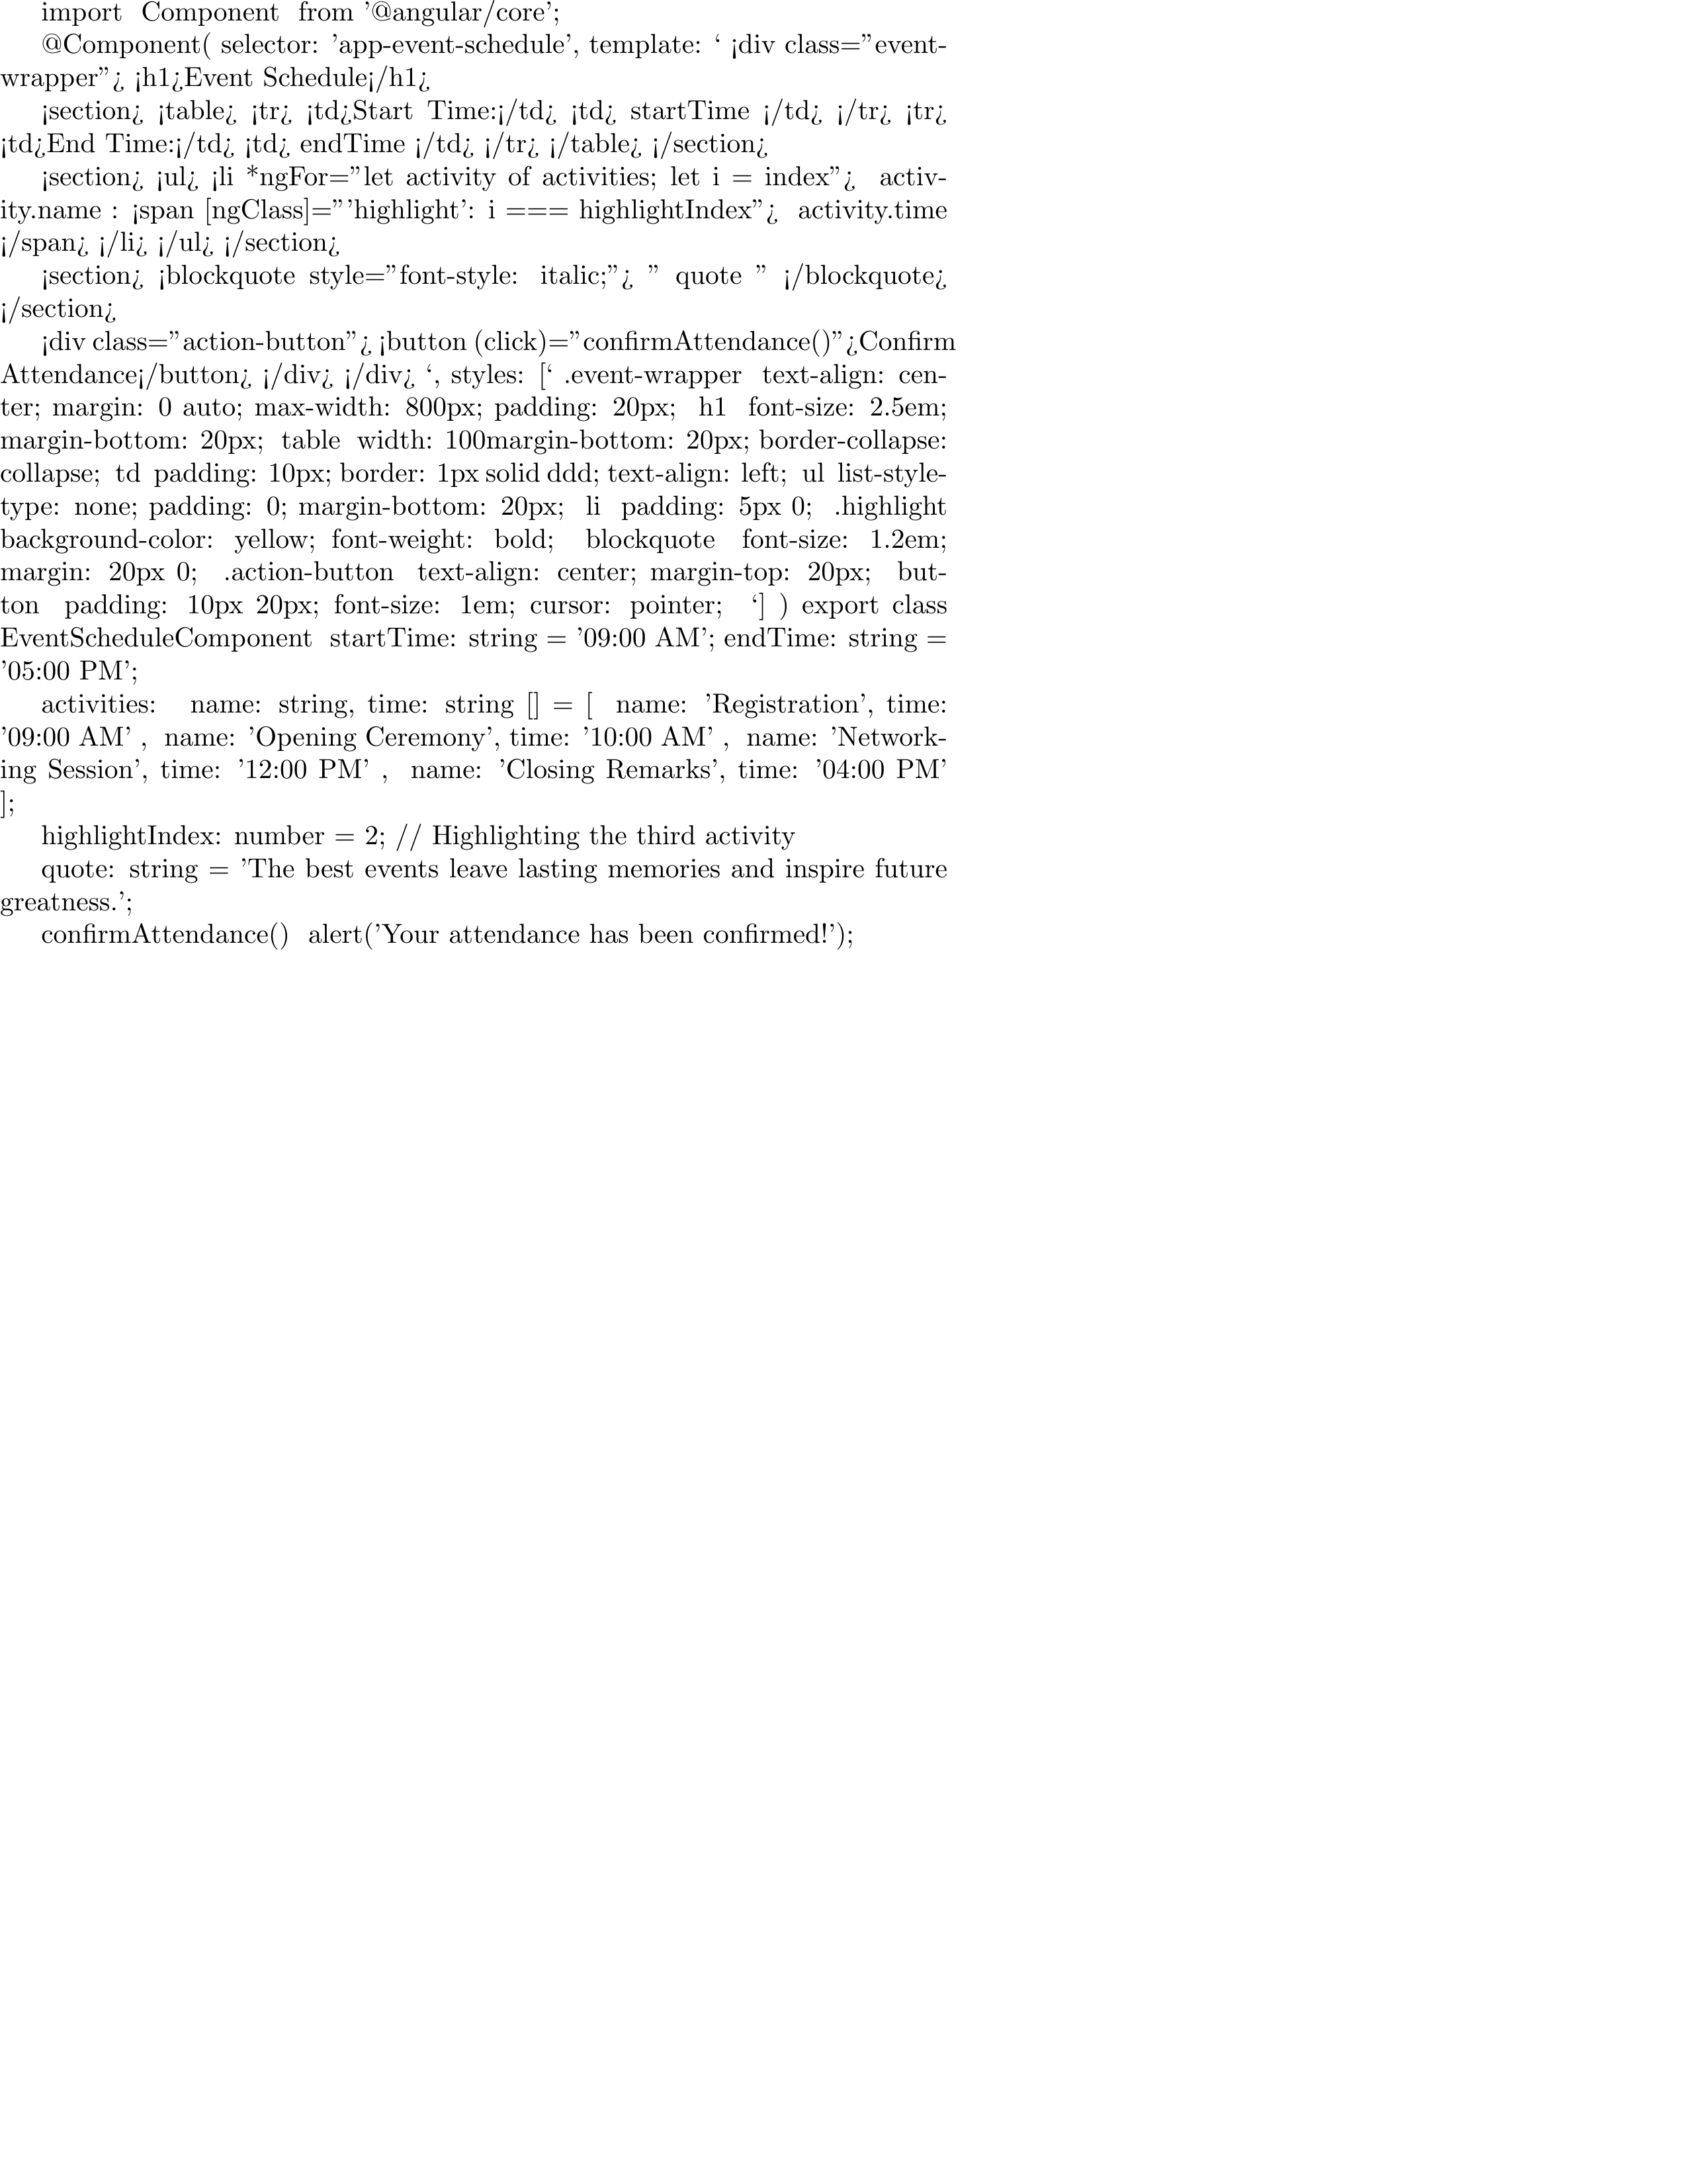 import Component from ’@angular/core’;
@Component( selector: ’app-event-schedule’, template: ‘ ¡div class=”event-
wrapper”¿ ¡h1¿Event Schedule¡/h1¿
¡section¿ ¡table¿ ¡tr¿ ¡td¿Start Time:¡/td¿ ¡td¿ startTime ¡/td¿ ¡/tr¿ ¡tr¿
¡td¿End Time:¡/td¿ ¡td¿ endTime ¡/td¿ ¡/tr¿ ¡/table¿ ¡/section¿
¡section¿ ¡ul¿ ¡li *ngFor=”let activity of activities; let i = index”¿ activ-
ity.name : ¡span [ngClass]=”’highlight’: i === highlightIndex”¿ activity.time
¡/span¿ ¡/li¿ ¡/ul¿ ¡/section¿
¡section¿ ¡blockquote style=”font-style: italic;”¿ ” quote ” ¡/blockquote¿
¡/section¿
¡div class=”action-button”¿ ¡button (click)=”confirmAttendance()”¿Confirm
Attendance¡/button¿ ¡/div¿ ¡/div¿ ‘, styles: [‘ .event-wrapper text-align: cen-
ter; margin: 0 auto; max-width: 800px; padding: 20px; h1 font-size: 2.5em;
margin-bottom: 20px; table width: 100margin-bottom: 20px; border-collapse:
collapse; td padding: 10px; border: 1px solid ddd; text-align: left; ul list-style-
type: none; padding: 0; margin-bottom: 20px; li padding: 5px 0; .highlight
background-color: yellow; font-weight: bold; blockquote font-size: 1.2em;
margin: 20px 0; .action-button text-align: center; margin-top: 20px; but-
ton padding: 10px 20px; font-size: 1em; cursor: pointer; ‘] ) export class
EventScheduleComponent startTime: string = ’09:00 AM’; endTime: string =
’05:00 PM’;
activities: name: string, time: string [] = [ name: ’Registration’, time:
’09:00 AM’ , name: ’Opening Ceremony’, time: ’10:00 AM’ , name: ’Network-
ing Session’, time: ’12:00 PM’ , name: ’Closing Remarks’, time: ’04:00 PM’
];
highlightIndex: number = 2; // Highlighting the third activity
quote: string = ’The best events leave lasting memories and inspire future
greatness.’;
confirmAttendance() alert(’Your attendance has been confirmed!’);